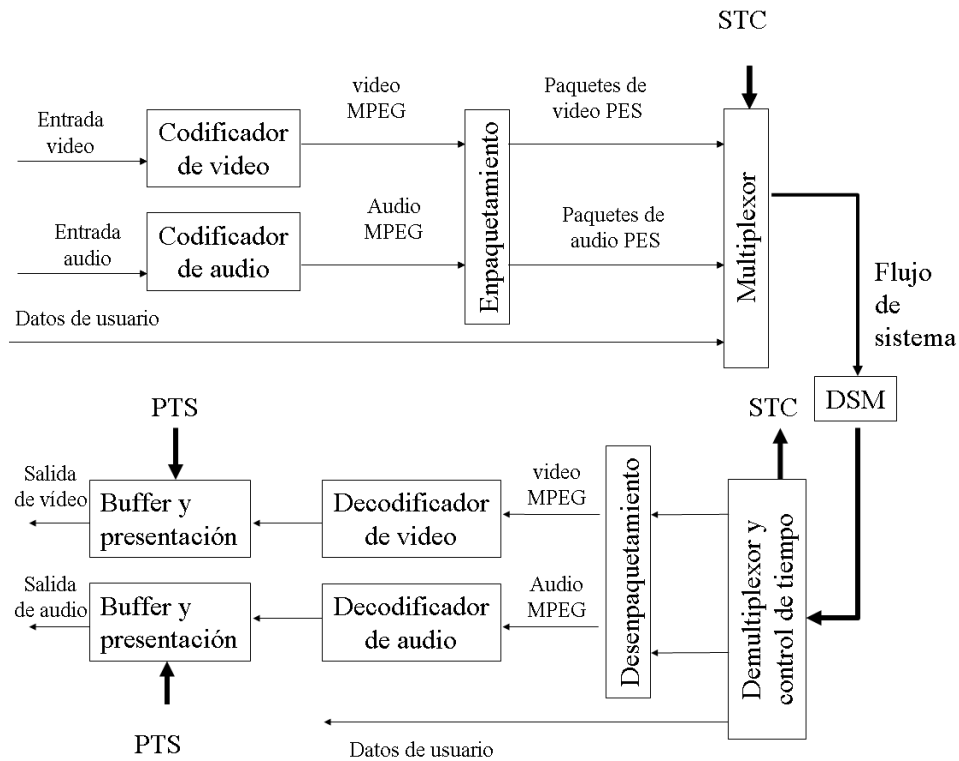 STC
video
MPEG
Paquetes de
video PES
Entrada
video
Codificador
de video
Enpaquetamiento
Multiplexor
Audio
MPEG
Paquetes de
audio PES
Entrada
audio
Codificador
de audio
Flujo
de
sistema
Datos de usuario
DSM
PTS
STC
Salida
de vídeo
Buffer y
presentación
Decodificador
de video
video
MPEG
Desenpaquetamiento
Demultiplexor y
control de tiempo
Salida
de audio
Buffer y
presentación
Decodificador
de audio
Audio
MPEG
PTS
Datos de usuario